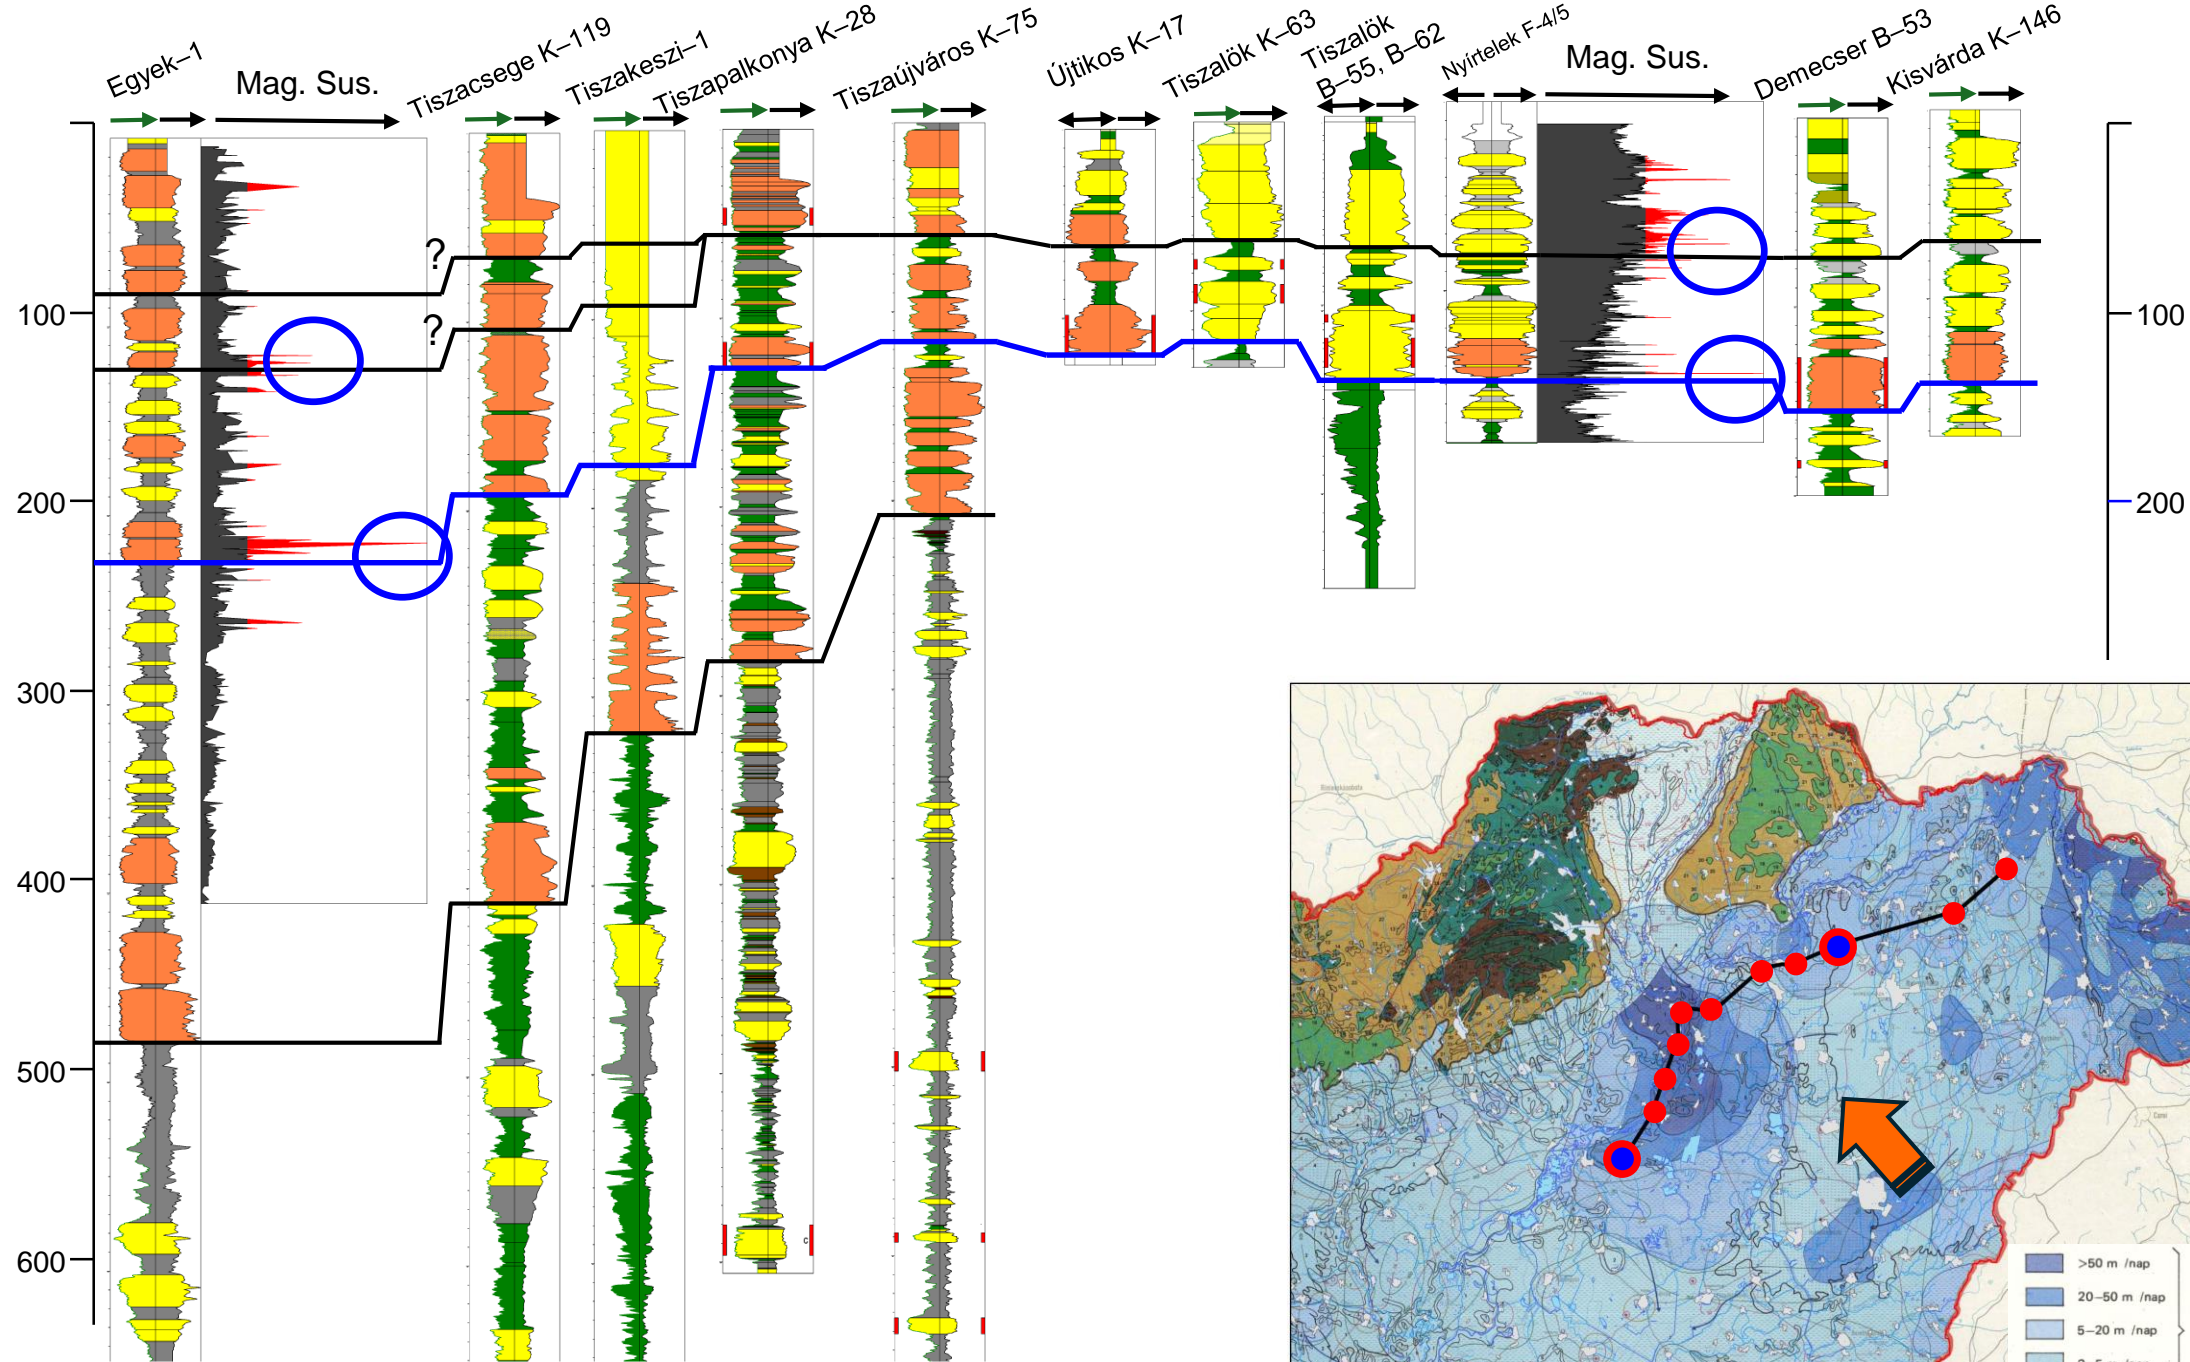 Egyek–1
Mag. Sus.
Tiszacsege K–119
Tiszakeszi–1
Tiszapalkonya K–28
Tiszaújváros K–75
Újtikos K–17
Tiszalök K–63
Tiszalök
B–55, B–62
Nyírtelek F-4/5
Mag. Sus.
Demecser B–53
Kisvárda K–146
?
?
100
200
300
400
500
600
100
200
c
>50 m /nap
20–50 m /nap
5–20 m /nap